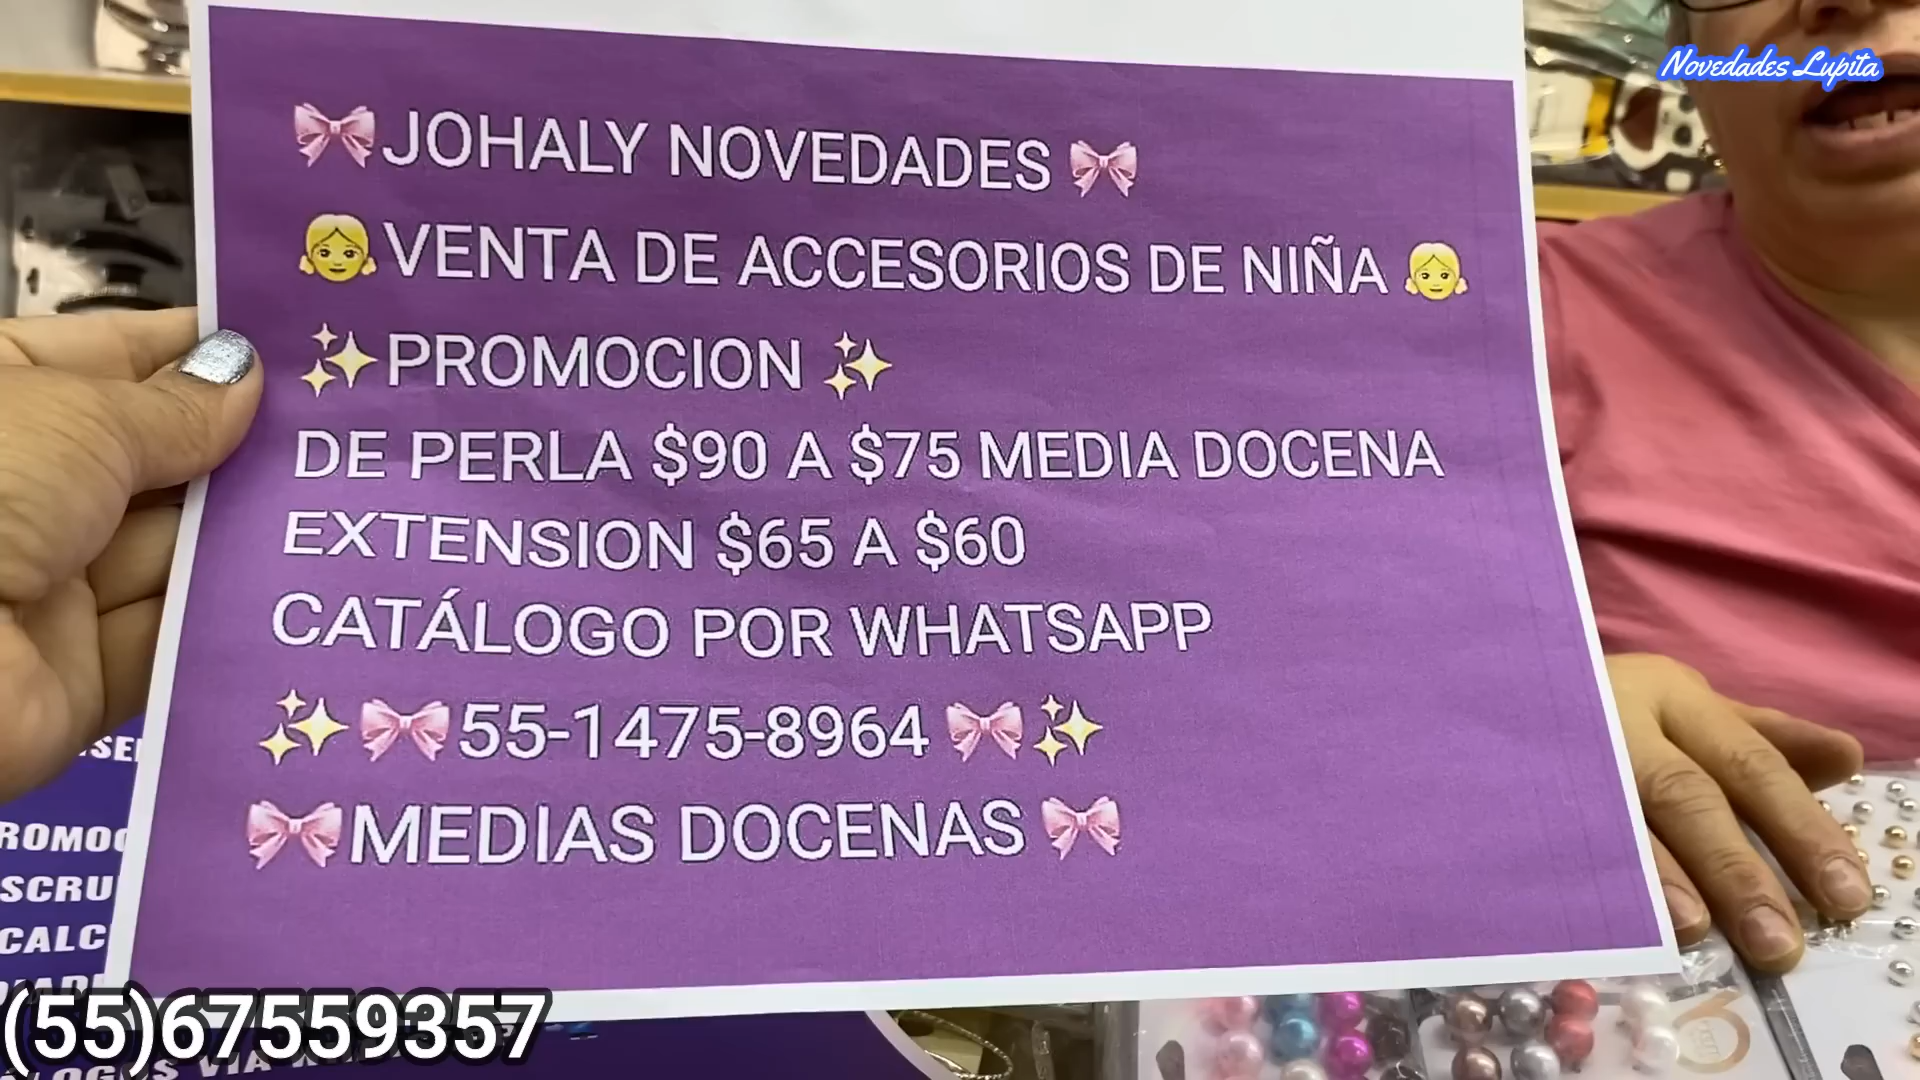 Novedades Lupita
🎀JOHALY NOVEDADES 🎀
👧VENTA DE ACCESORIOS DE NIÑA 👧
✨PROMOCION ✨
DE PERLA $90 A $75 MEDIA DOCENA
EXTENSION $65 A $60
CATÁLOGO POR WHATSAPP
✨🎀55-1475-8964 🎀✨
🎀MEDIAS DOCENAS 🎀
(55)67559357